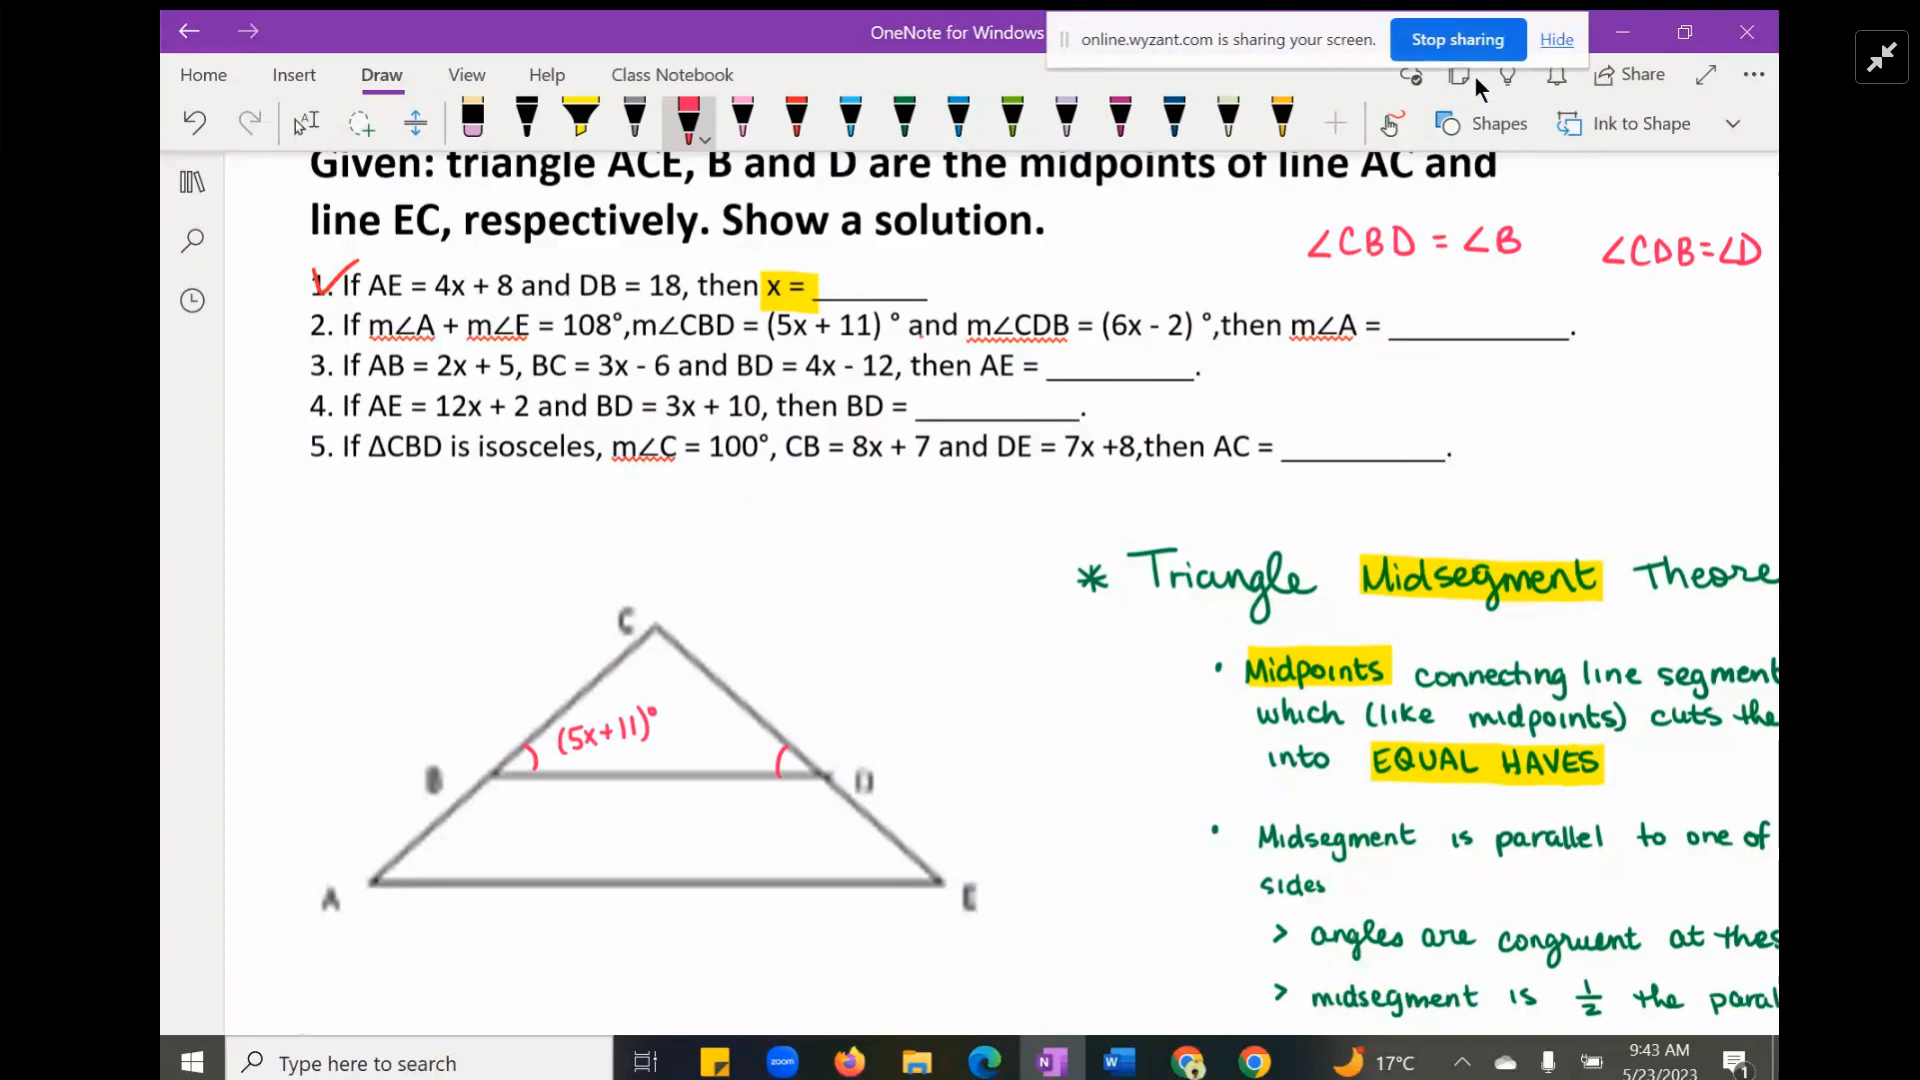 OneNote for Windows
online.wyzant.com is sharing your screen.
Stop sharing
Hide
Home
Insert
Draw
View
Help
Class Notebook
Share
Shapes
Ink to Shape
Given: triangle ACE, B and D are the midpoints of line AC and
line EC, respectively. Show a solution.
∠CBD = ∠B
∠CDB=∠D
1. If AE = 4x + 8 and DB = 18, then x = ________
2. If m∠A + m∠E = 108°,m∠CBD = (5x + 11) ° and m∠CDB = (6x - 2) °,then m∠A = _____________.
3. If AB = 2x + 5, BC = 3x - 6 and BD = 4x - 12, then AE = ___________.
4. If AE = 12x + 2 and BD = 3x + 10, then BD = ____________.
5. If ΔCBD is isosceles, m∠C = 100°, CB = 8x + 7 and DE = 7x +8,then AC = ____________.
* Triangle Midsegment Theore
C
• Midpoints connecting line segment
which (like midpoints) cuts the
(5x+11)°
into EQUAL HAVES
B
D
• Midsegment is parallel to one of
sides
A
E
> angles are congruent at thes
> midsegment is 1/2 the paral
Type here to search
zoom
N
W
17°C
9:43 AM
5/23/2023
1